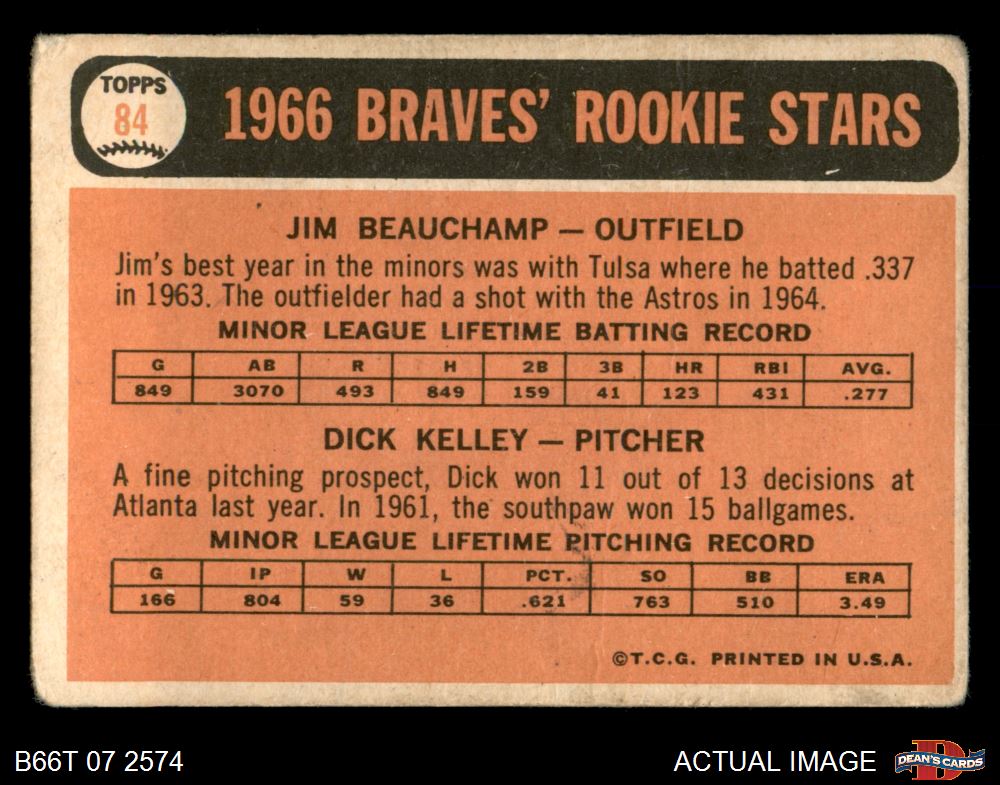 TOPPS
84
1966 BRAVES' ROOKIE STARS
JIM BEAUCHAMP — OUTFIELD
Jim's best year in the minors was with Tulsa where he batted .337
in 1963. The outfielder had a shot with the Astros in 1964.
MINOR LEAGUE LIFETIME BATTING RECORD
G AB R H 2B 3B HR RBI AVG.
849 3070 493 849 159 41 123 431 .277
DICK KELLEY — PITCHER
A fine pitching prospect, Dick won 11 out of 13 decisions at
Atlanta last year. In 1961, the southpaw won 15 ballgames.
MINOR LEAGUE LIFETIME PITCHING RECORD
G IP W L PCT. SO BB ERA
166 804 59 36 .621 763 510 3.49
©T.C.G. PRINTED IN U.S.A.
B66T 07 2574
ACTUAL IMAGE
D
DEAN'S CARDS